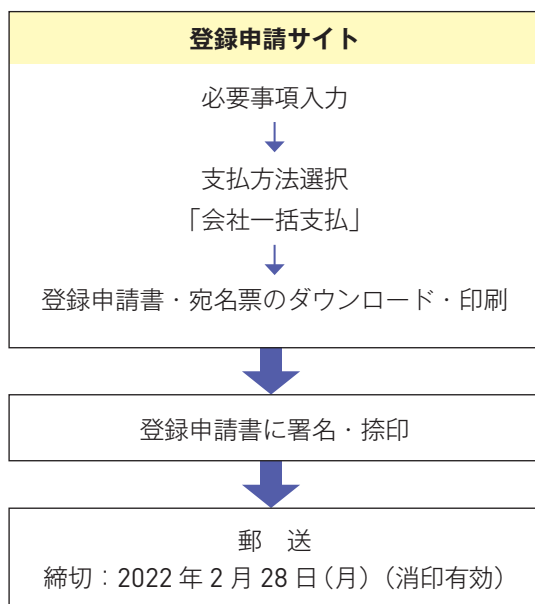 登録申請サイト
必要事項入力
支払方法選択
「会社一括支払」
登録申請書・宛名票のダウンロード・印刷
登録申請書に署名・捺印
郵　送
締切：2022 年 2 月 28 日（月）（消印有効）